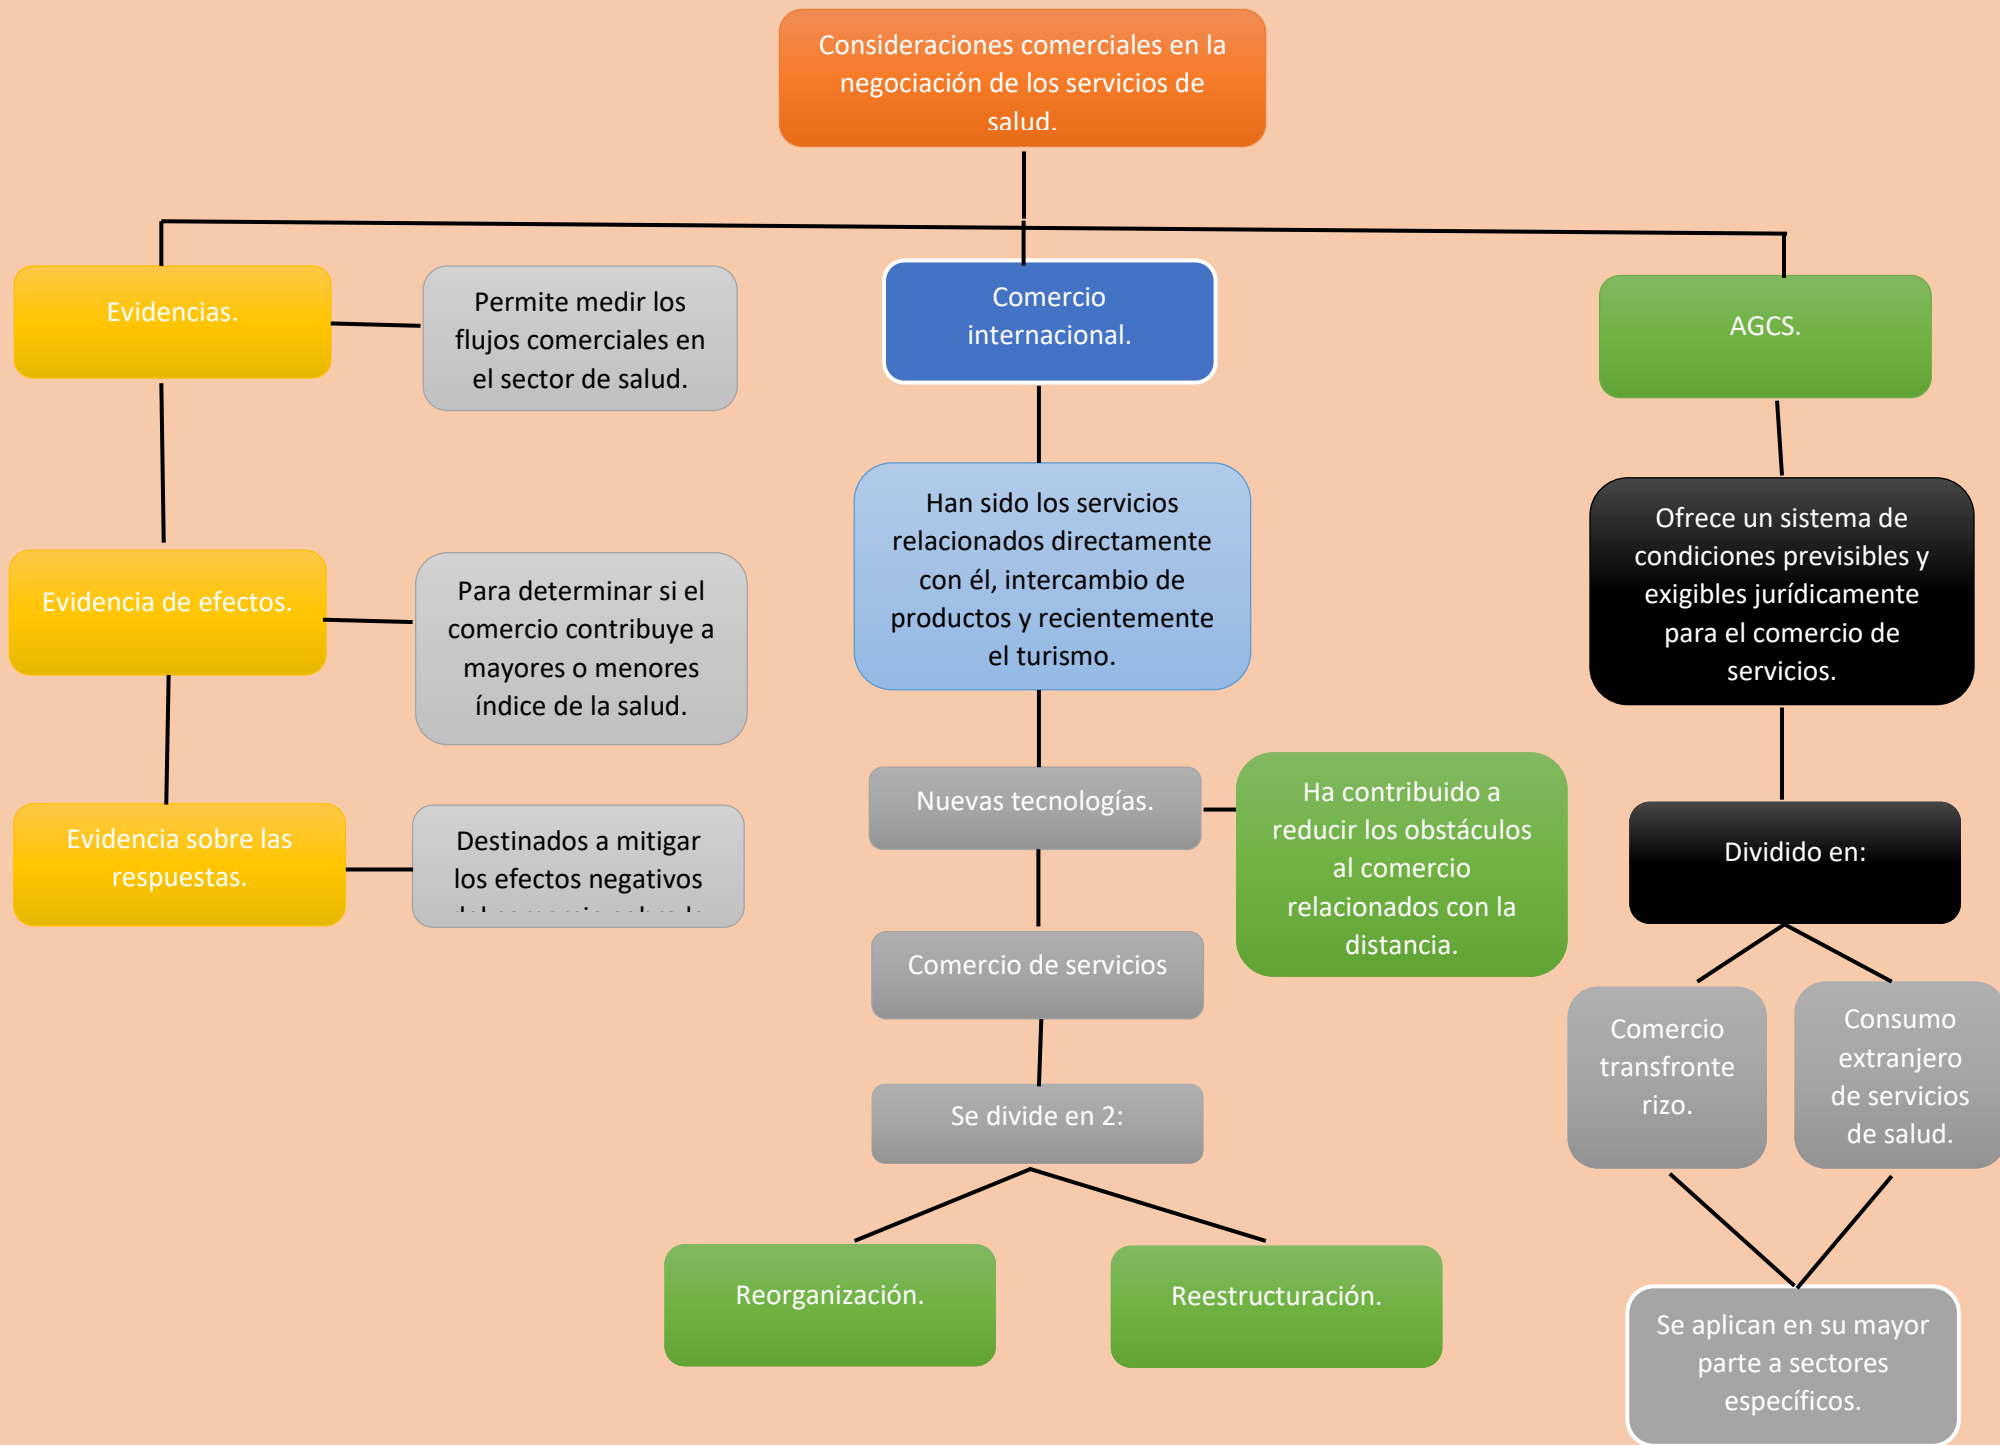 Consideraciones comerciales en la
negociación de los servicios de
salud.
Evidencias.
Permite medir los
flujos comerciales en
el sector de salud.
Evidencia de efectos.
Para determinar si el
comercio contribuye a
mayores o menores
índice de la salud.
Evidencia sobre las
respuestas.
Destinados a mitigar
los efectos negativos
Comercio
internacional.
Han sido los servicios
relacionados directamente
con él, intercambio de
productos y recientemente
el turismo.
Nuevas tecnologías.
Ha contribuido a
reducir los obstáculos
al comercio
relacionados con la
distancia.
Comercio de servicios
Se divide en 2:
Reorganización.
Reestructuración.
AGCS.
Ofrece un sistema de
condiciones previsibles y
exigibles jurídicamente
para el comercio de
servicios.
Dividido en:
Comercio
transfronte
rizo.
Consumo
extranjero
de servicios
de salud.
Se aplican en su mayor
parte a sectores
específicos.